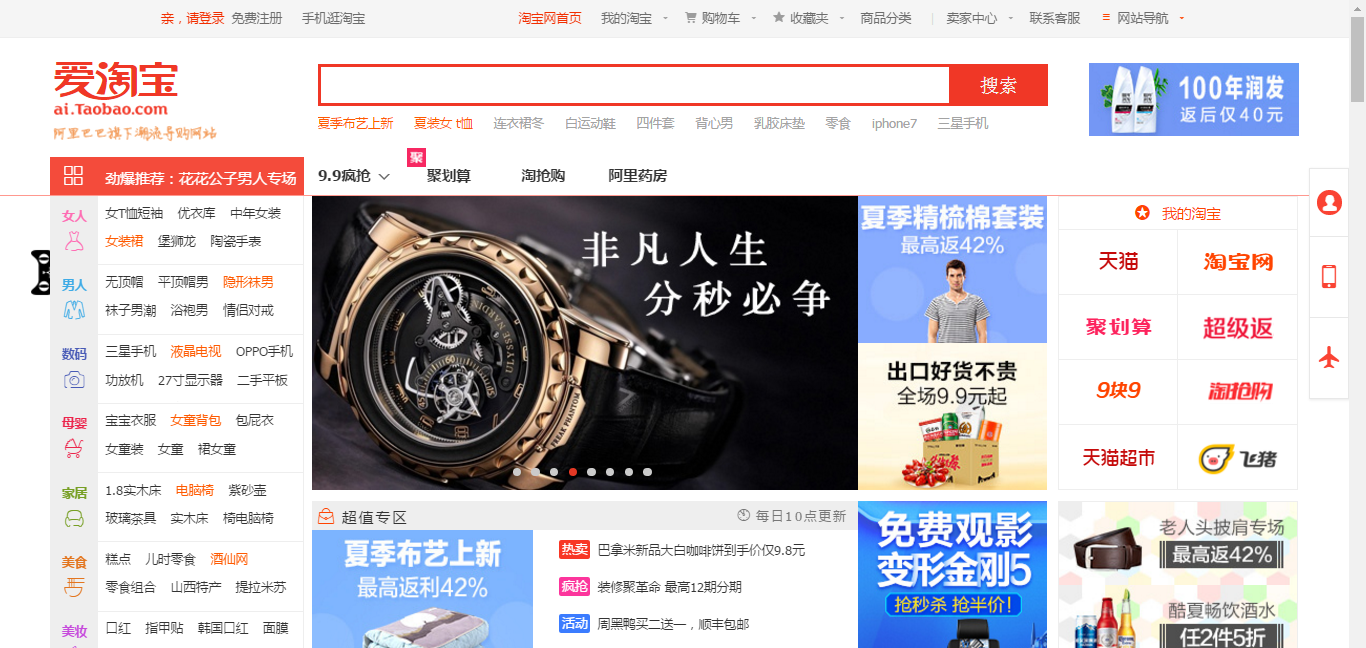 亲，请登录 免费注册 手机逛淘宝 淘宝网首页 我的淘宝 购物车 收藏夹 商品分类 卖家中心 联系客服 网站导航
爱淘宝
ai.Taobao.com
阿里巴巴旗下潮流导购网站
搜索
夏季布艺上新 夏装女 t恤 连衣裙冬 白运动鞋 四件套 背心男 乳胶床垫 零食 iphone7 三星手机
100年润发
返后仅40元
劲爆推荐：花花公子男人专场
9.9疯抢 聚 聚划算 淘抢购 阿里药房
女人
女T恤短袖 优衣库 中年女装
女装裙 堡狮龙 陶瓷手表
男人
无顶帽 平顶帽男 隐形袜男
袜子男潮 浴袍男 情侣对戒
数码
三星手机 液晶电视 OPPO手机
功放机 27寸显示器 二手平板
母婴
宝宝衣服 女童背包 包屁衣
女童装 女童 裙女童
家居
1.8实木床 电脑椅 紫砂壶
玻璃茶具 实木床 椅电脑椅
美食
糕点 儿时零食 酒仙网
零食组合 山西特产 提拉米苏
美妆
口红 指甲贴 韩国口红 面膜
非凡人生
分秒必争
ULYSSE NARDIN
FREAK PHANTOM
夏季精梳棉套装
最高返42%
出口好货不贵
全场9.9元起
我的淘宝
天猫 淘宝网
聚划算 超级返
9块9 淘抢购
天猫超市 飞猪
超值专区 每日10点更新
夏季布艺上新
最高返利42%
热卖 巴拿米新品大白咖啡饼到手价仅9.8元
疯抢 装修聚革命 最高12期分期
活动 周黑鸭买二送一，顺丰包邮
免费观影
变形金刚5
抢秒杀 抢半价!
老人头披肩专场
最高返42%
酷夏畅饮酒水
任2件5折